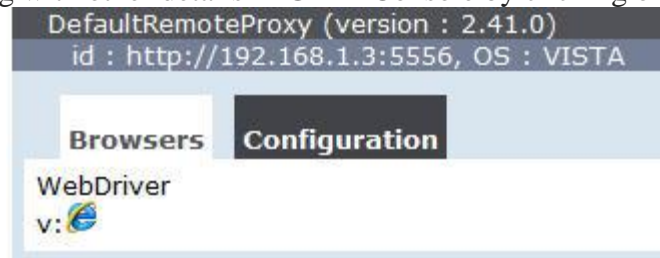 DefaultRemoteProxy (version : 2.41.0)
id : http://192.168.1.3:5556, OS : VISTA
Browsers Configuration
WebDriver
v: